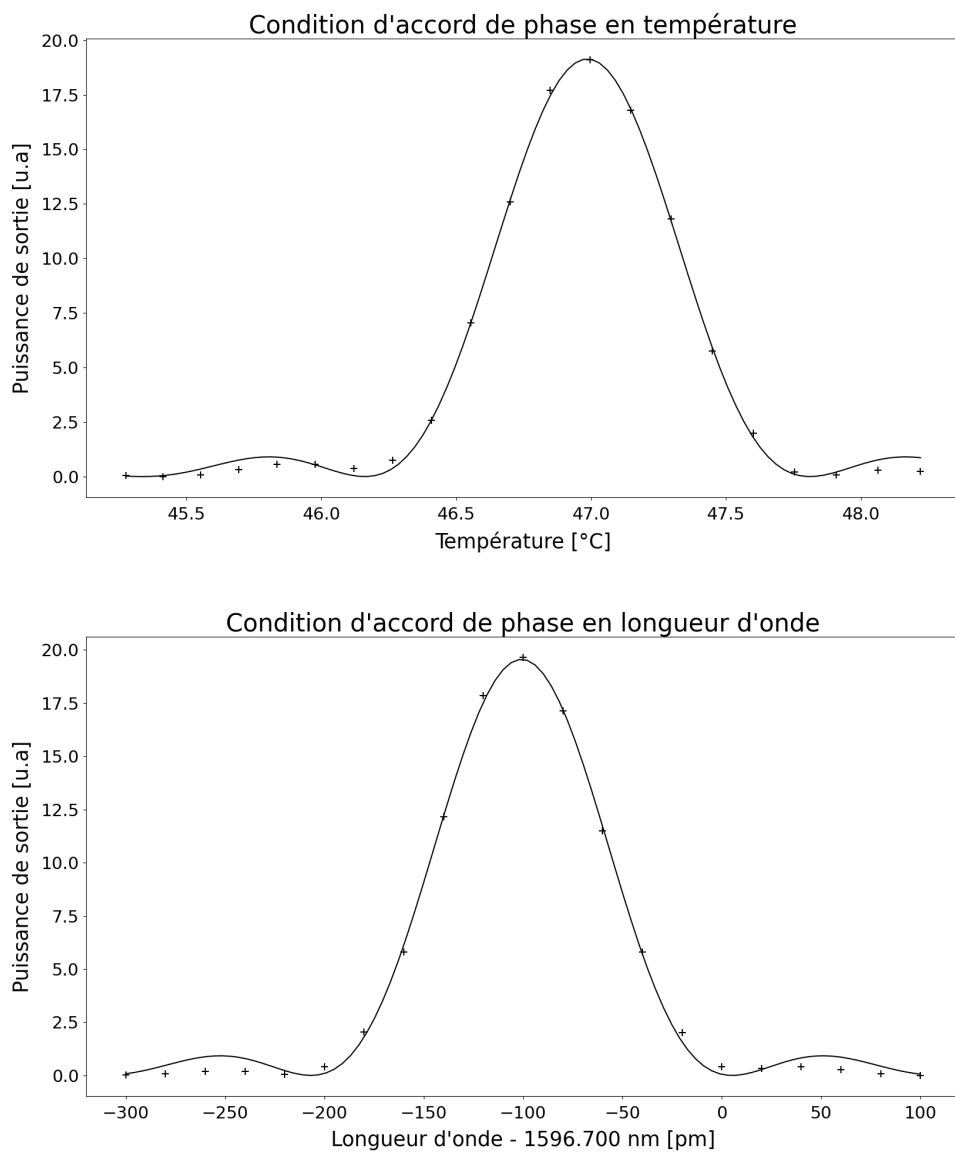 Condition d'accord de phase en température
20.0
17.5
15.0
12.5
10.0
7.5
5.0
2.5
0.0
Puissance de sortie [u.a]
45.5 46.0 46.5 47.0 47.5 48.0
Température [°C]
Condition d'accord de phase en longueur d'onde
20.0
17.5
15.0
12.5
10.0
7.5
5.0
2.5
0.0
Puissance de sortie [u.a]
−300 −250 −200 −150 −100 −50 0 50 100
Longueur d'onde - 1596.700 nm [pm]